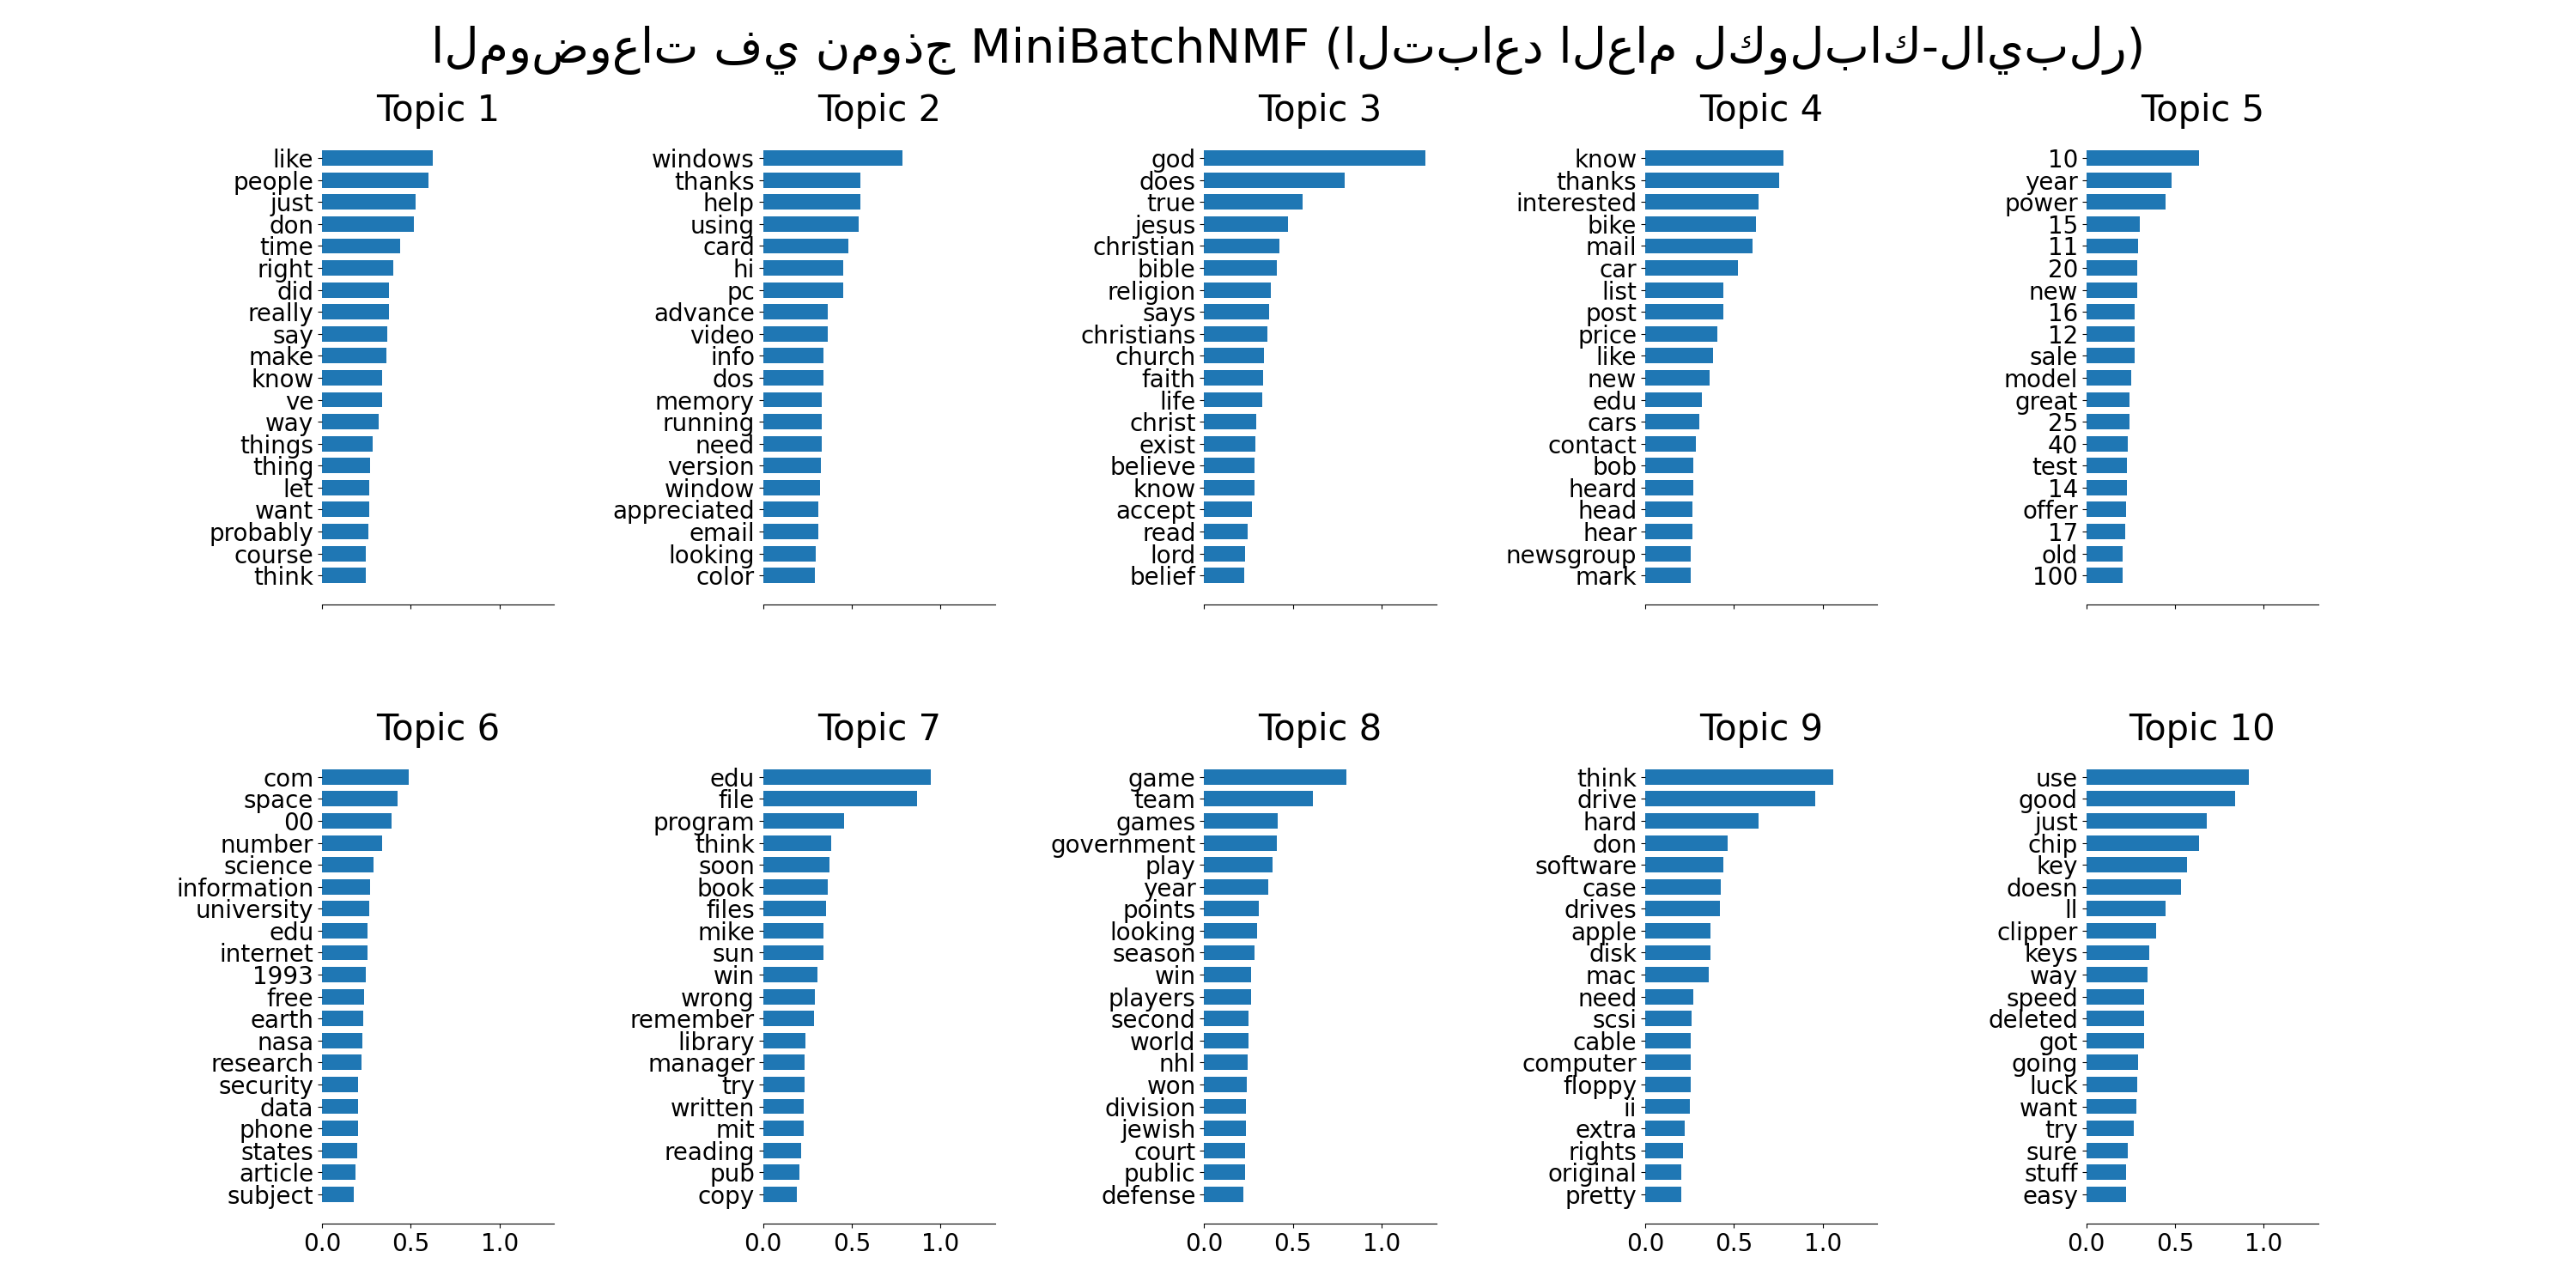 الموضوعات في نموذج MiniBatchNMF (التباعد العام لكولباك-لايبلر)
Topic 1
like
people
just
don
time
right
did
really
say
make
know
ve
way
things
thing
let
want
probably
course
think
Topic 2
windows
thanks
help
using
card
hi
pc
advance
video
info
dos
memory
running
need
version
window
appreciated
email
looking
color
Topic 3
god
does
true
jesus
christian
bible
religion
says
christians
church
faith
life
christ
exist
believe
know
accept
read
lord
belief
Topic 4
know
thanks
interested
bike
mail
car
list
post
price
like
new
edu
cars
contact
bob
heard
head
hear
newsgroup
mark
Topic 5
10
year
power
15
11
20
new
16
12
sale
model
great
25
40
test
14
offer
17
old
100
Topic 6
com
space
00
number
science
information
university
edu
internet
1993
free
earth
nasa
research
security
data
phone
states
article
subject
0.0 0.5 1.0
Topic 7
edu
file
program
think
soon
book
files
mike
sun
win
wrong
remember
library
manager
try
written
mit
reading
pub
copy
0.0 0.5 1.0
Topic 8
game
team
games
government
play
year
points
looking
season
win
players
second
world
nhl
won
division
jewish
court
public
defense
0.0 0.5 1.0
Topic 9
think
drive
hard
don
software
case
drives
apple
disk
mac
need
scsi
cable
computer
floppy
ii
extra
rights
original
pretty
0.0 0.5 1.0
Topic 10
use
good
just
chip
key
doesn
ll
clipper
keys
way
speed
deleted
got
going
luck
want
try
sure
stuff
easy
0.0 0.5 1.0